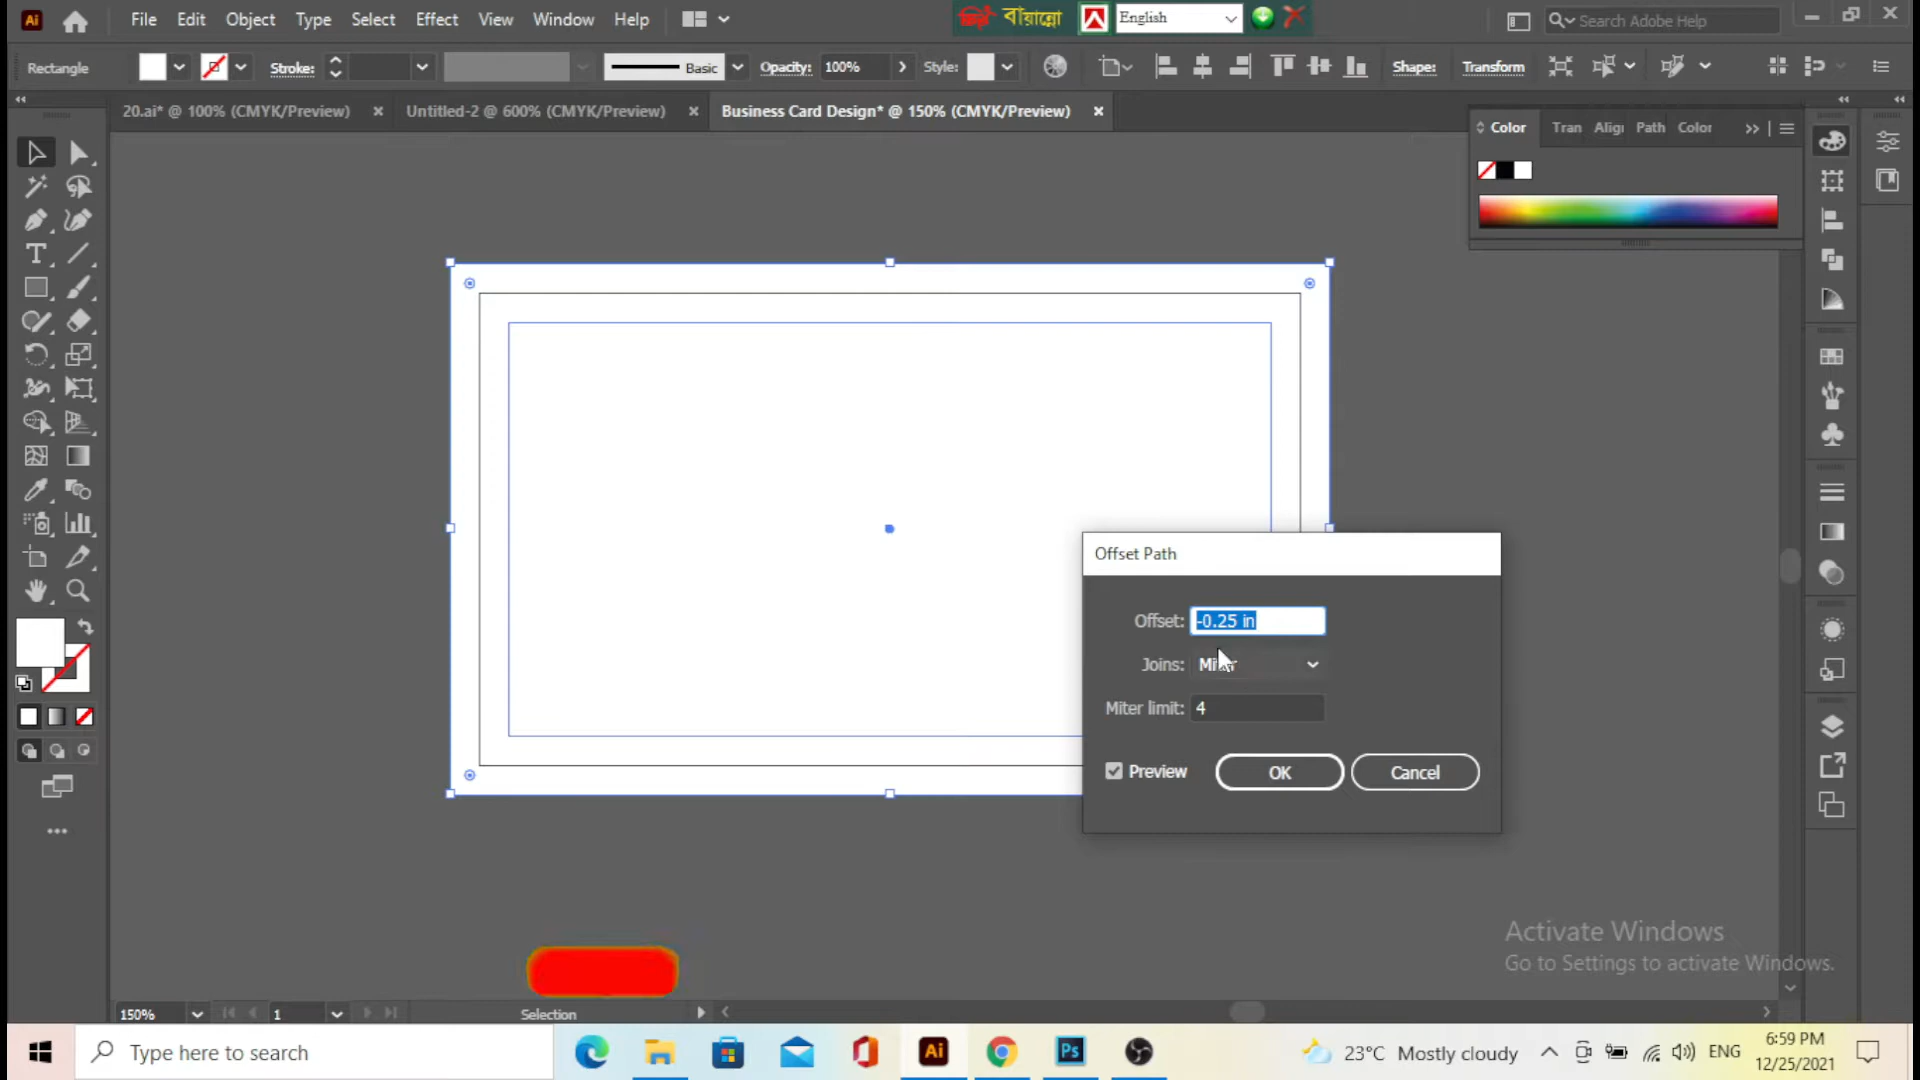 Ai File Edit Object Type Select Effect View Window Help বায়ান্নো English Search Adobe Help
Rectangle Stroke: Basic Opacity: 100% Style: Shape: Transform
20.ai* @ 100% (CMYK/Preview) Untitled-2 @ 600% (CMYK/Preview) Business Card Design* @ 150% (CMYK/Preview)
Color Tran Alig Path Color
Offset Path
Offset: -0.25 in
Joins: Miter
Miter limit: 4
Preview OK Cancel
Activate Windows
Go to Settings to activate Windows.
150% 1 Selection
Type here to search Ai Ps 23°C Mostly cloudy ENG 6:59 PM
12/25/2021